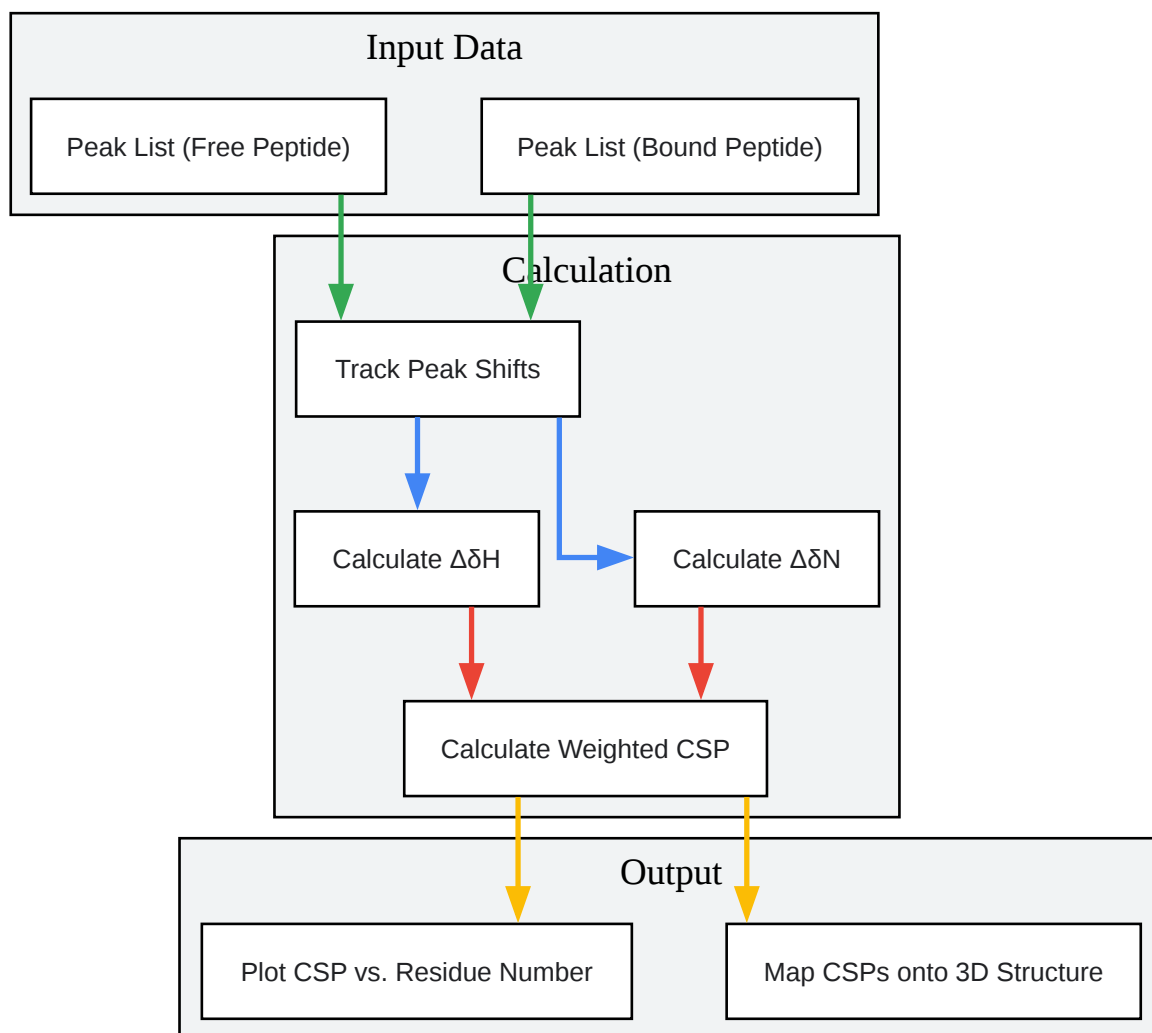 Input Data
Peak List (Free Peptide)
Peak List (Bound Peptide)
Calculation
Track Peak Shifts
Calculate ΔδH
Calculate ΔδN
Calculate Weighted CSP
Output
Plot CSP vs. Residue Number
Map CSPs onto 3D Structure